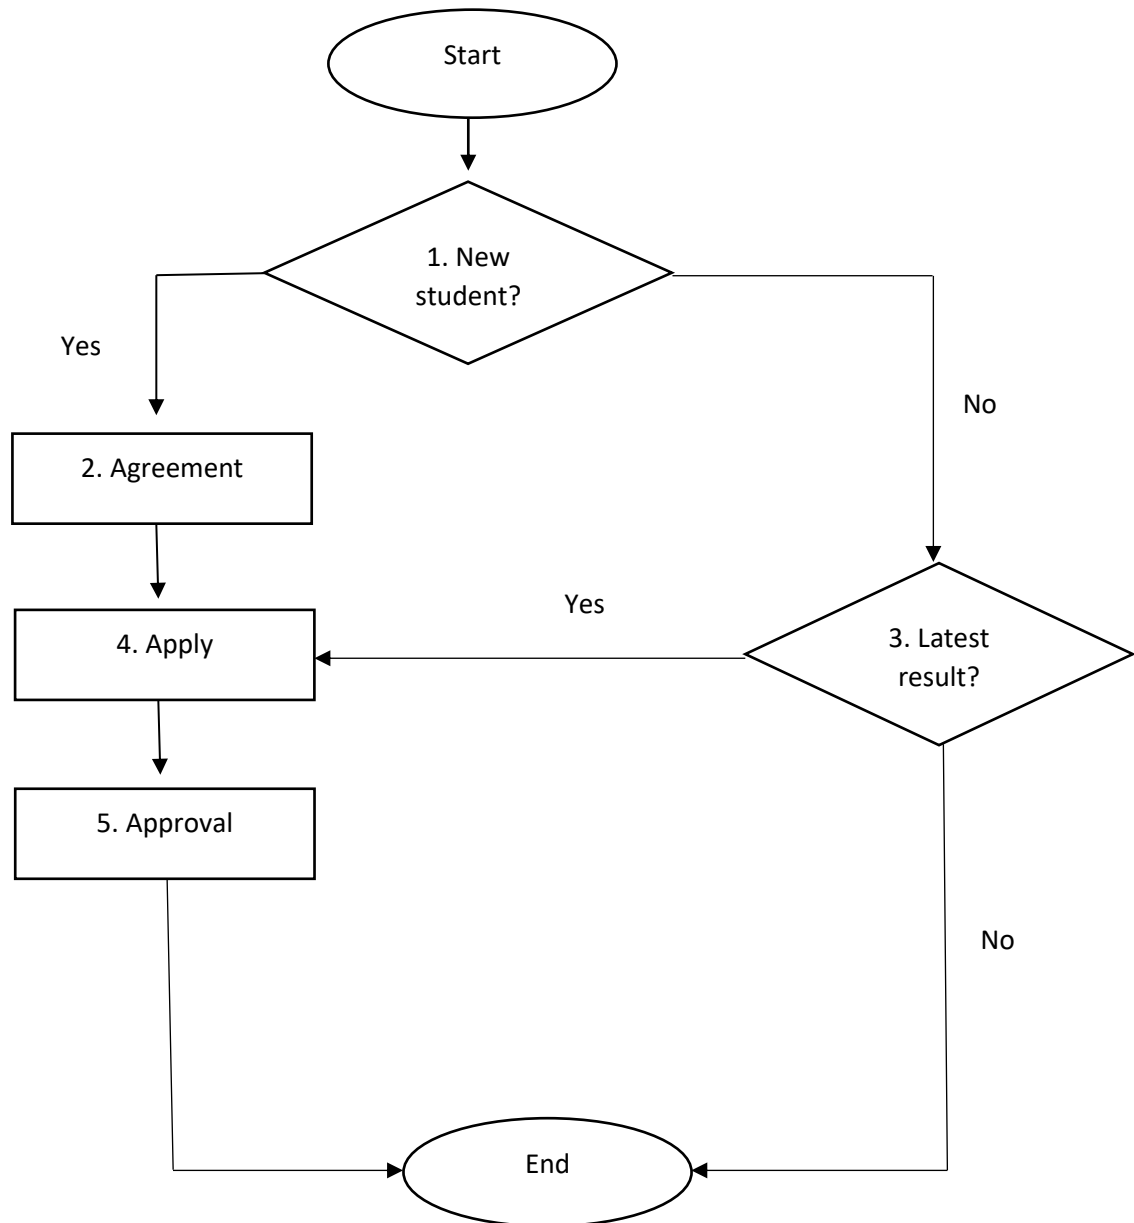 Start
1. New
student?
Yes
No
2. Agreement
Yes
3. Latest
result?
4. Apply
5. Approval
No
End